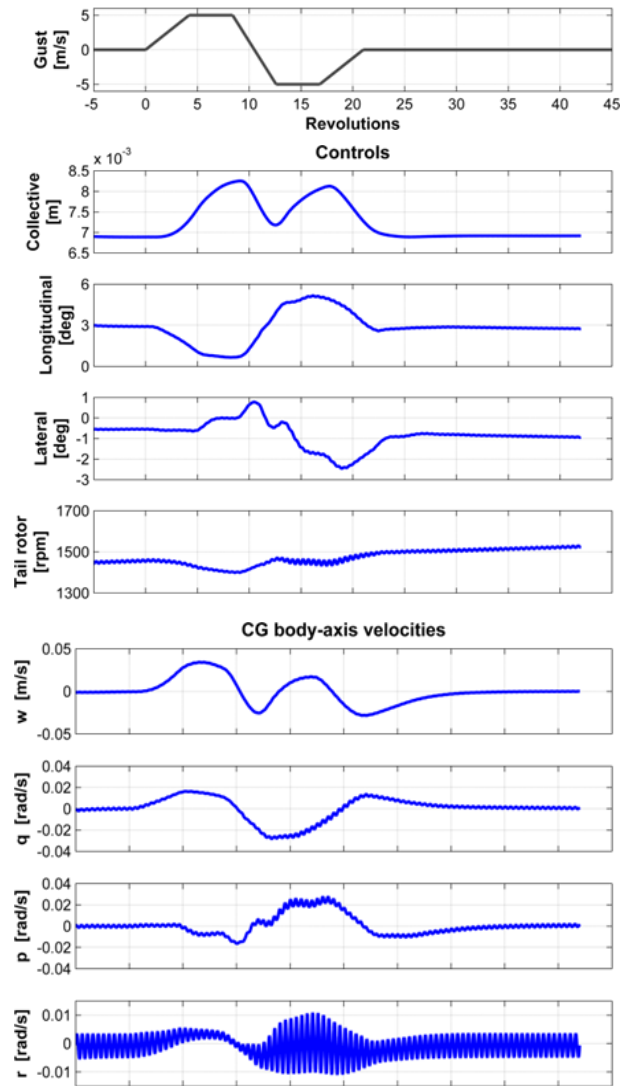 Gust
[m/s]
5
0
-5
-5 0 5 10 15 20 25 30 35 40 45
Revolutions
Controls
x 10-3
Collective
[m]
8.5
7.5
7
6.5
Longitudinal
[deg]
6
3
0
Lateral
[deg]
1
0
-1
-2
-3
Tail rotor
[rpm]
1700
1500
1300
CG body-axis velocities
w [m/s]
0.05
0
-0.05
q [rad/s]
0.04
0.02
0
-0.02
-0.04
p [rad/s]
0.04
0.02
0
-0.02
-0.04
r [rad/s]
0.01
0
-0.01